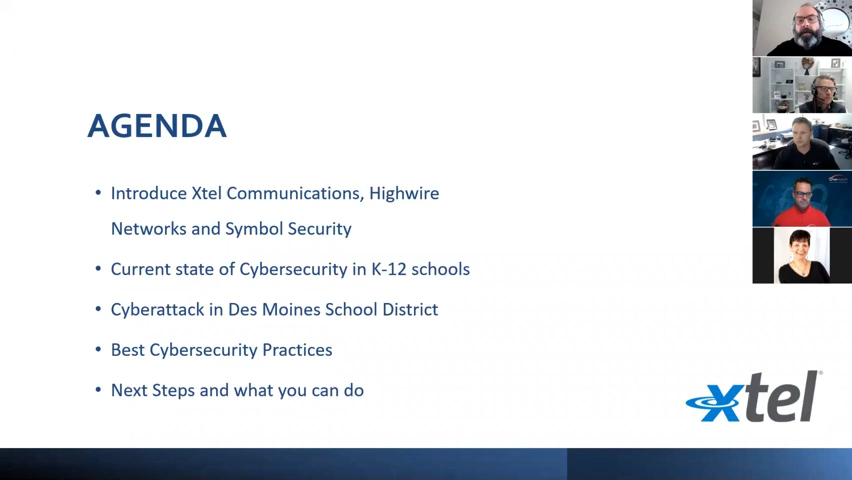 AGENDA
• Introduce Xtel Communications, Highwire
Networks and Symbol Security
• Current state of Cybersecurity in K-12 schools
• Cyberattack in Des Moines School District
• Best Cybersecurity Practices
• Next Steps and what you can do
xtel